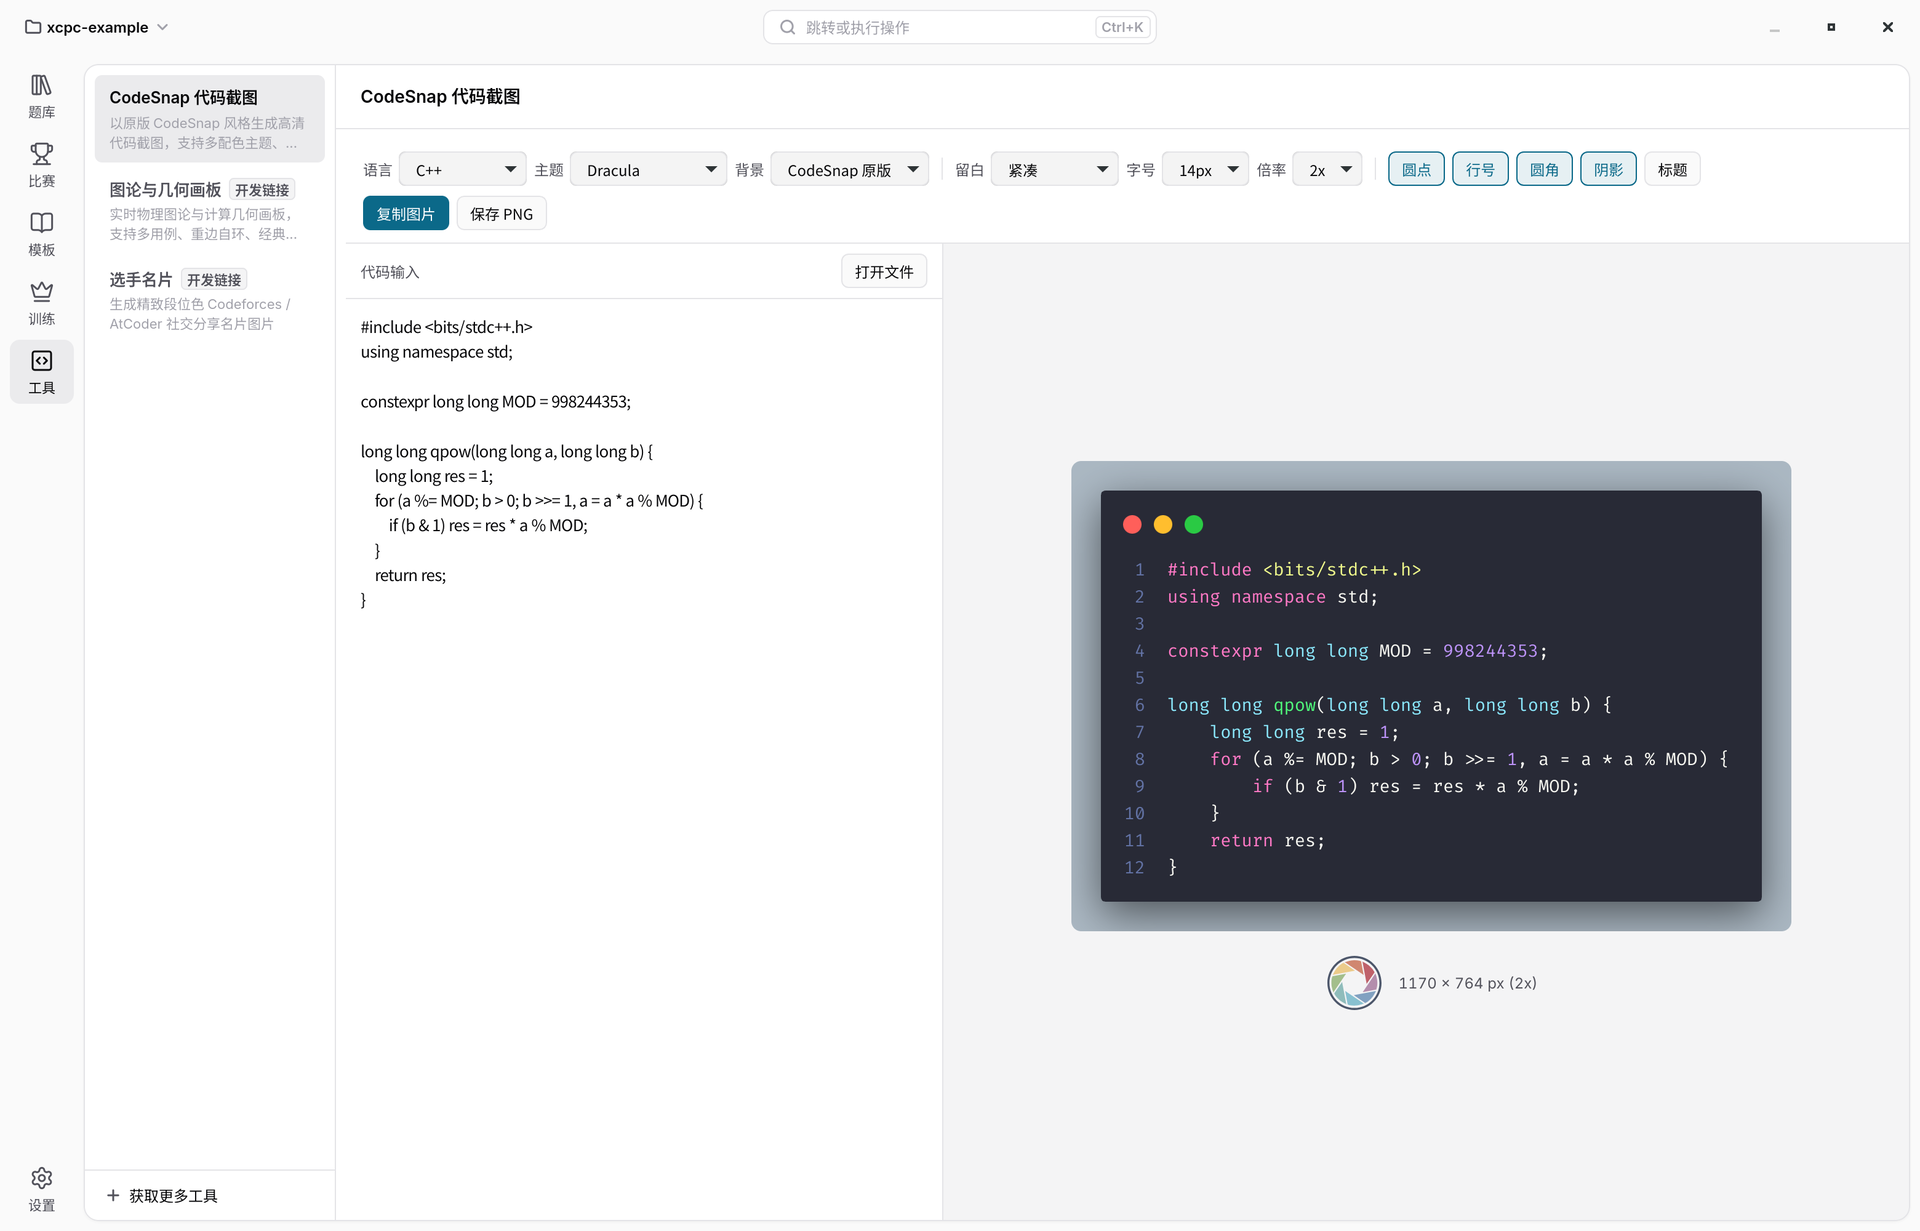 xcpc-example
跳转或执行操作
Ctrl+K
题库
比赛
模板
训练
工具
设置
CodeSnap 代码截图
以原版 CodeSnap 风格生成高清
代码截图，支持多配色主题、...
图论与几何画板 开发链接
实时物理图论与计算几何画板，
支持多用例、重边自环、经典...
选手名片 开发链接
生成精致段位色 Codeforces /
AtCoder 社交分享名片图片
+ 获取更多工具
CodeSnap 代码截图
语言 C++ 主题 Dracula 背景 CodeSnap 原版 留白 紧凑 字号 14px 倍率 2x 圆点 行号 圆角 阴影 标题
复制图片 保存 PNG
代码输入 打开文件
#include <bits/stdc++.h>
using namespace std;
constexpr long long MOD = 998244353;
long long qpow(long long a, long long b) {
    long long res = 1;
    for (a %= MOD; b > 0; b >>= 1, a = a * a % MOD) {
        if (b & 1) res = res * a % MOD;
    }
    return res;
}
1 #include <bits/stdc++.h>
2 using namespace std;
3
4 constexpr long long MOD = 998244353;
5
6 long long qpow(long long a, long long b) {
7     long long res = 1;
8     for (a %= MOD; b > 0; b >>= 1, a = a * a % MOD) {
9         if (b & 1) res = res * a % MOD;
10     }
11     return res;
12 }
1170 × 764 px (2x)